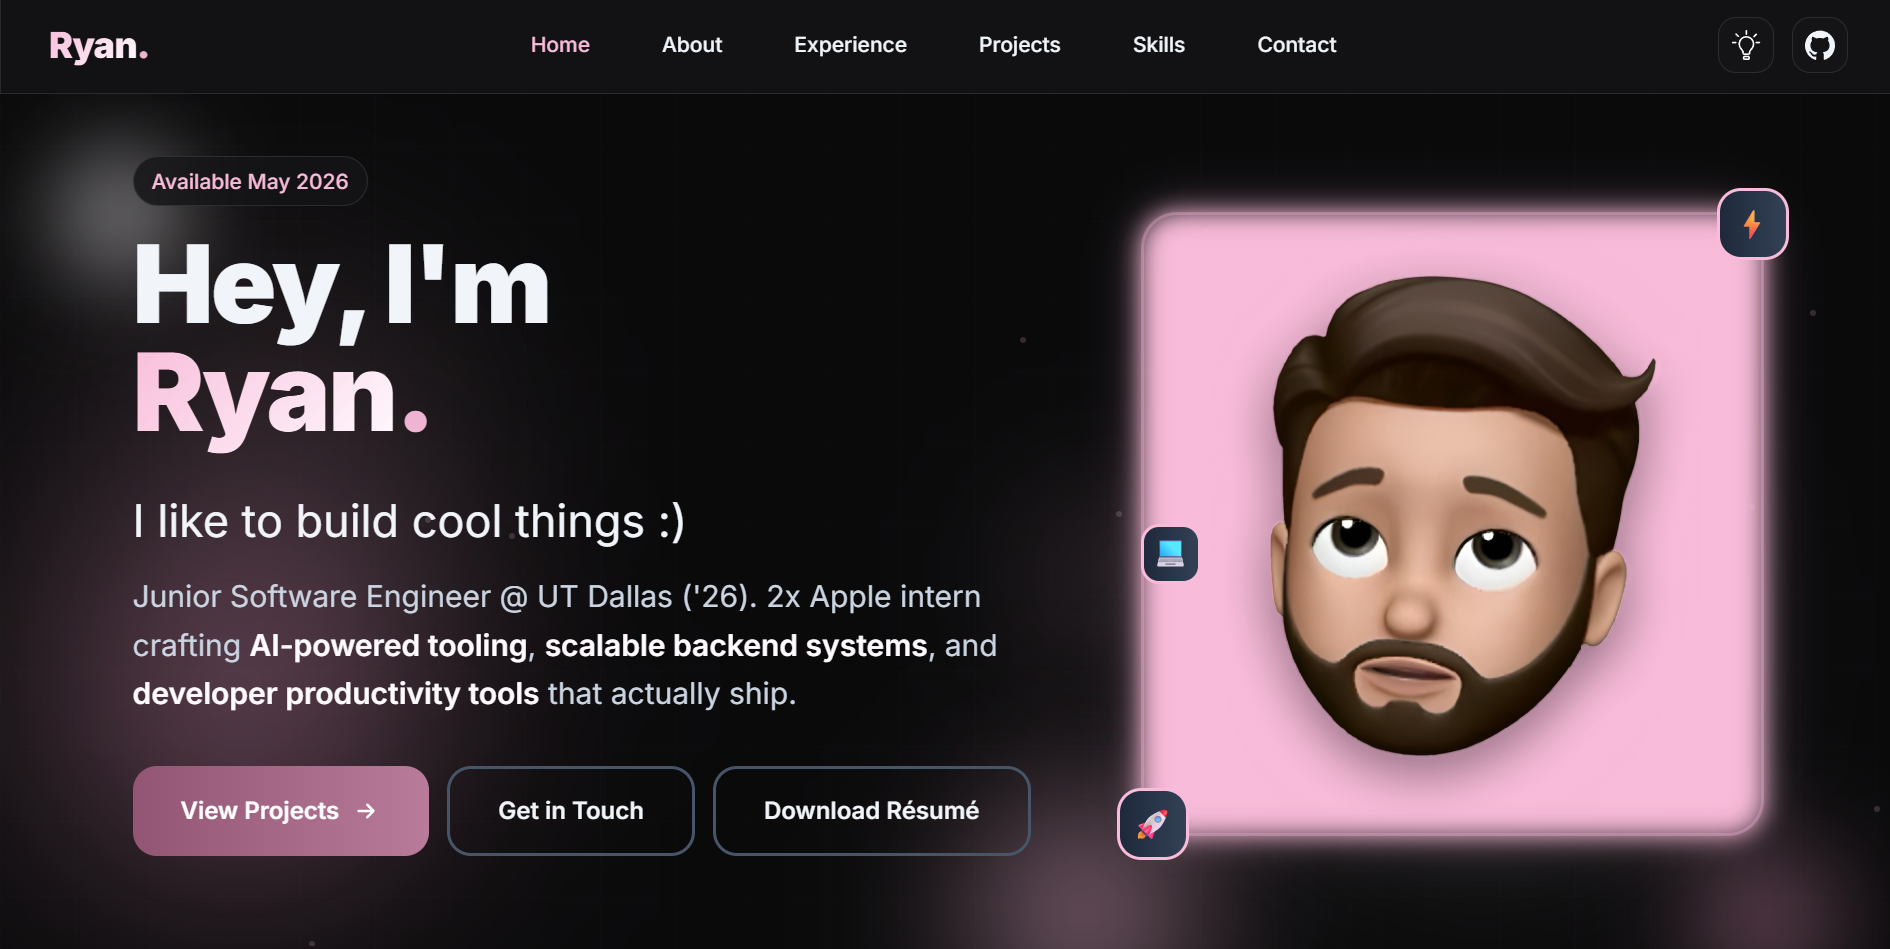 Ryan.
Home
About
Experience
Projects
Skills
Contact
Available May 2026
Hey, I'm
Ryan.
I like to build cool things :)
Junior Software Engineer @ UT Dallas ('26). 2x Apple intern
crafting AI-powered tooling, scalable backend systems, and
developer productivity tools that actually ship.
View Projects →
Get in Touch
Download Résumé